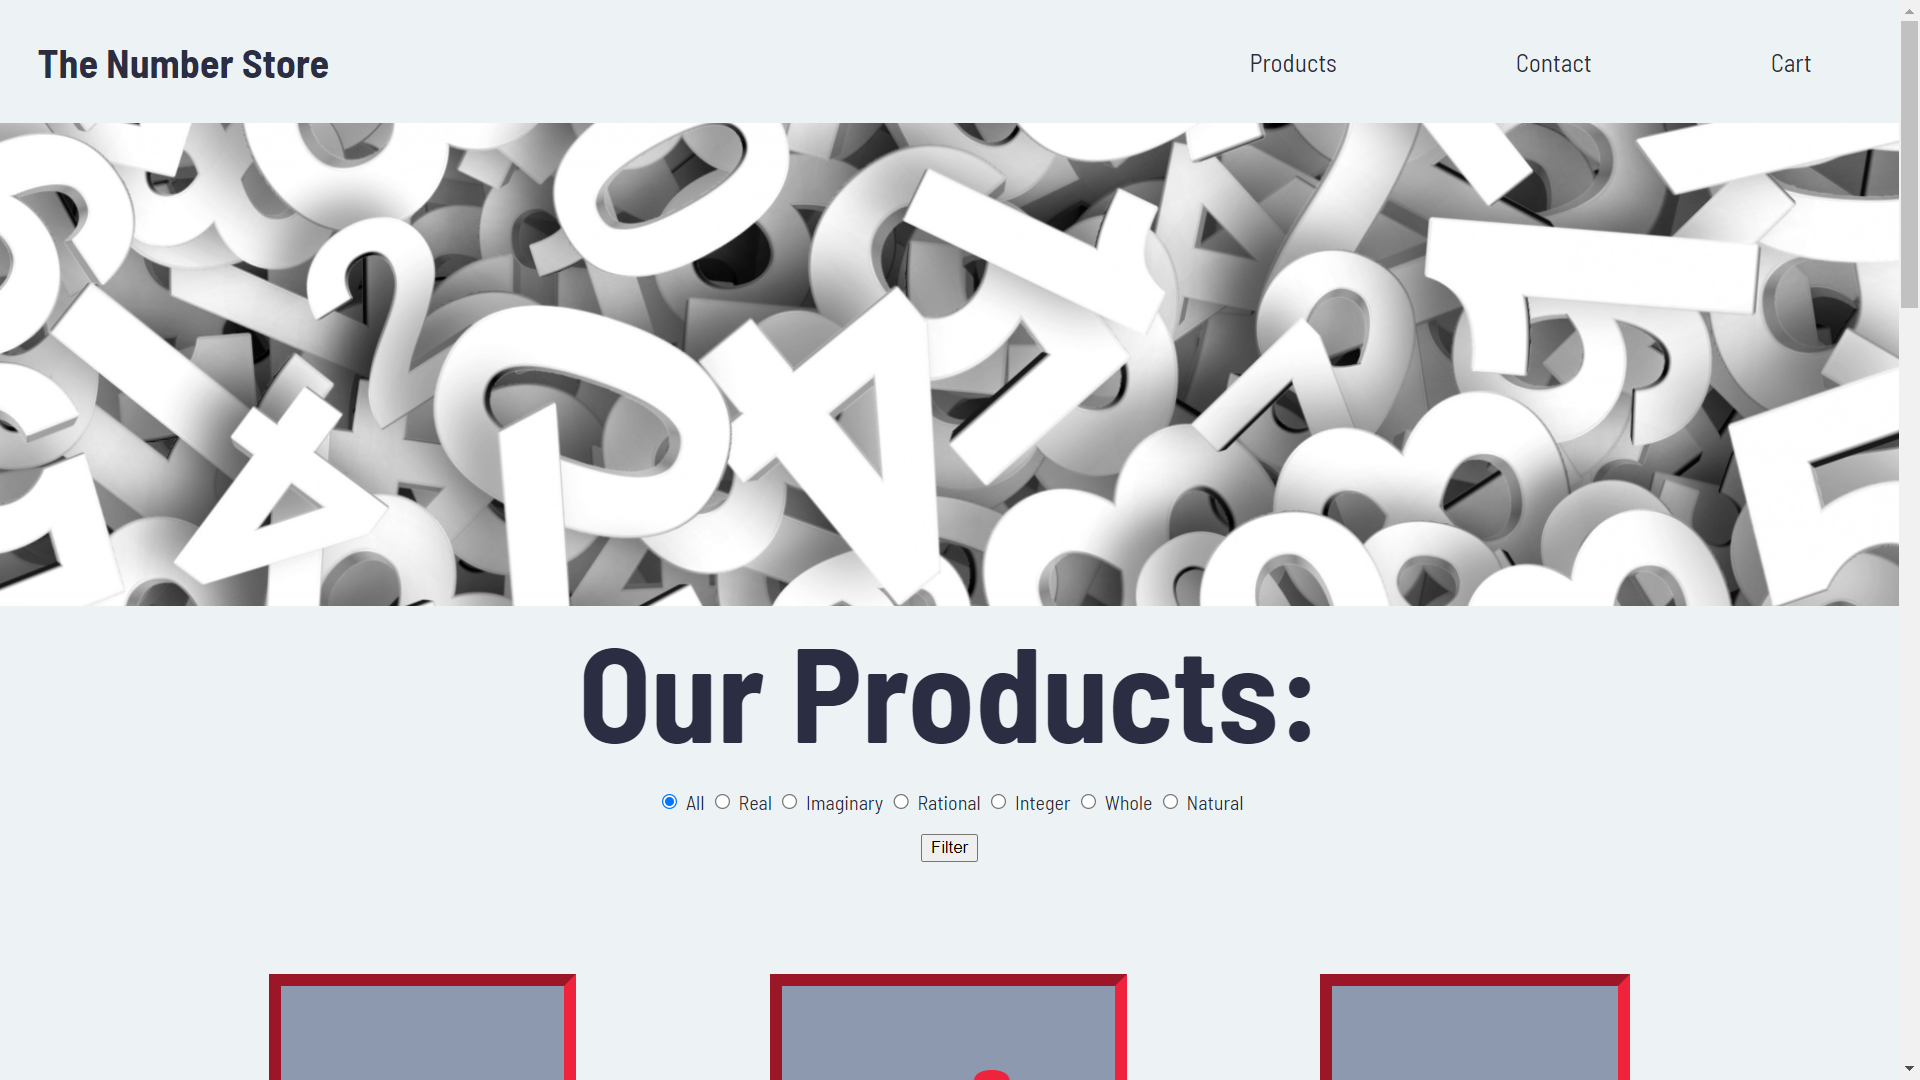 The Number Store
Products Contact Cart
Our Products:
All Real Imaginary Rational Integer Whole Natural
Filter